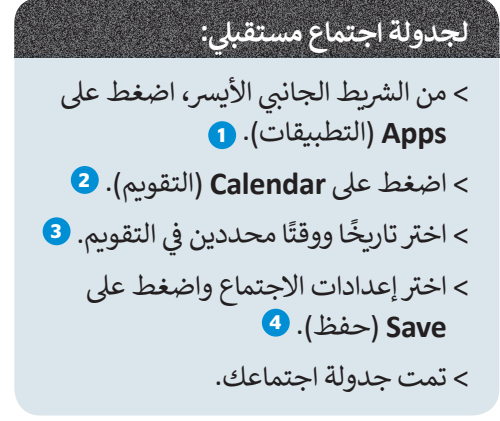 لجدولة اجتماع مستقبلي:
> من الشريط الجانبي الأيسر، اضغط على
Apps (التطبيقات). 1
> اضغط على Calendar (التقويم). 2
> اختر تاريخًا ووقتًا محددين في التقويم. 3
> اختر إعدادات الاجتماع واضغط على
Save (حفظ). 4
> تمت جدولة اجتماعك.